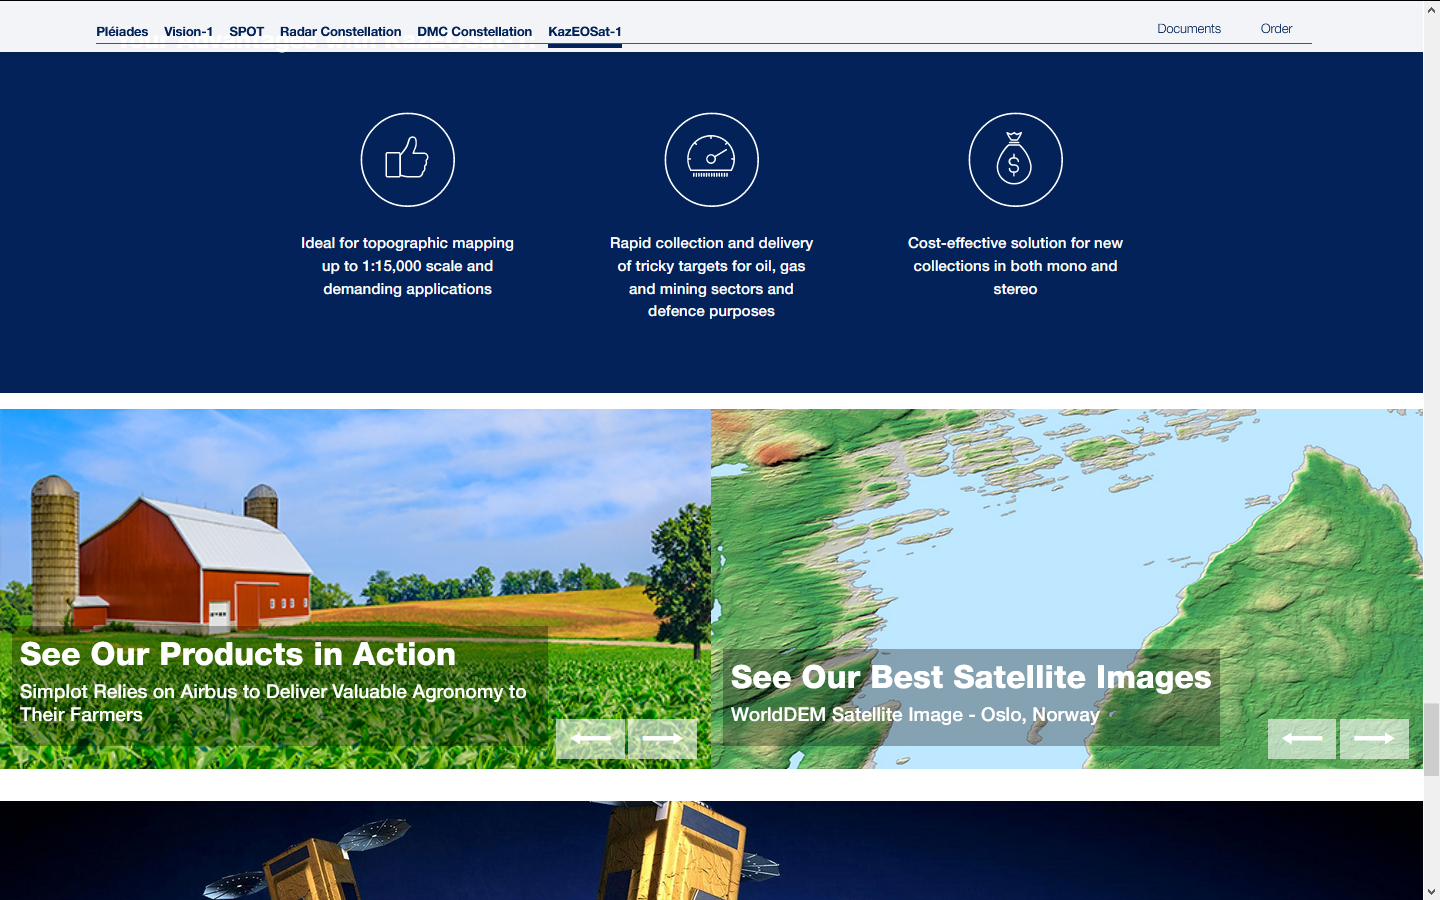 Pléiades Vision-1 SPOT Radar Constellation DMC Constellation KazEOSat-1 Documents Order
Ideal for topographic mapping
up to 1:15,000 scale and
demanding applications
Rapid collection and delivery
of tricky targets for oil, gas
and mining sectors and
defence purposes
Cost-effective solution for new
collections in both mono and
stereo
See Our Products in Action
Simplot Relies on Airbus to Deliver Valuable Agronomy to
Their Farmers
See Our Best Satellite Images
WorldDEM Satellite Image - Oslo, Norway